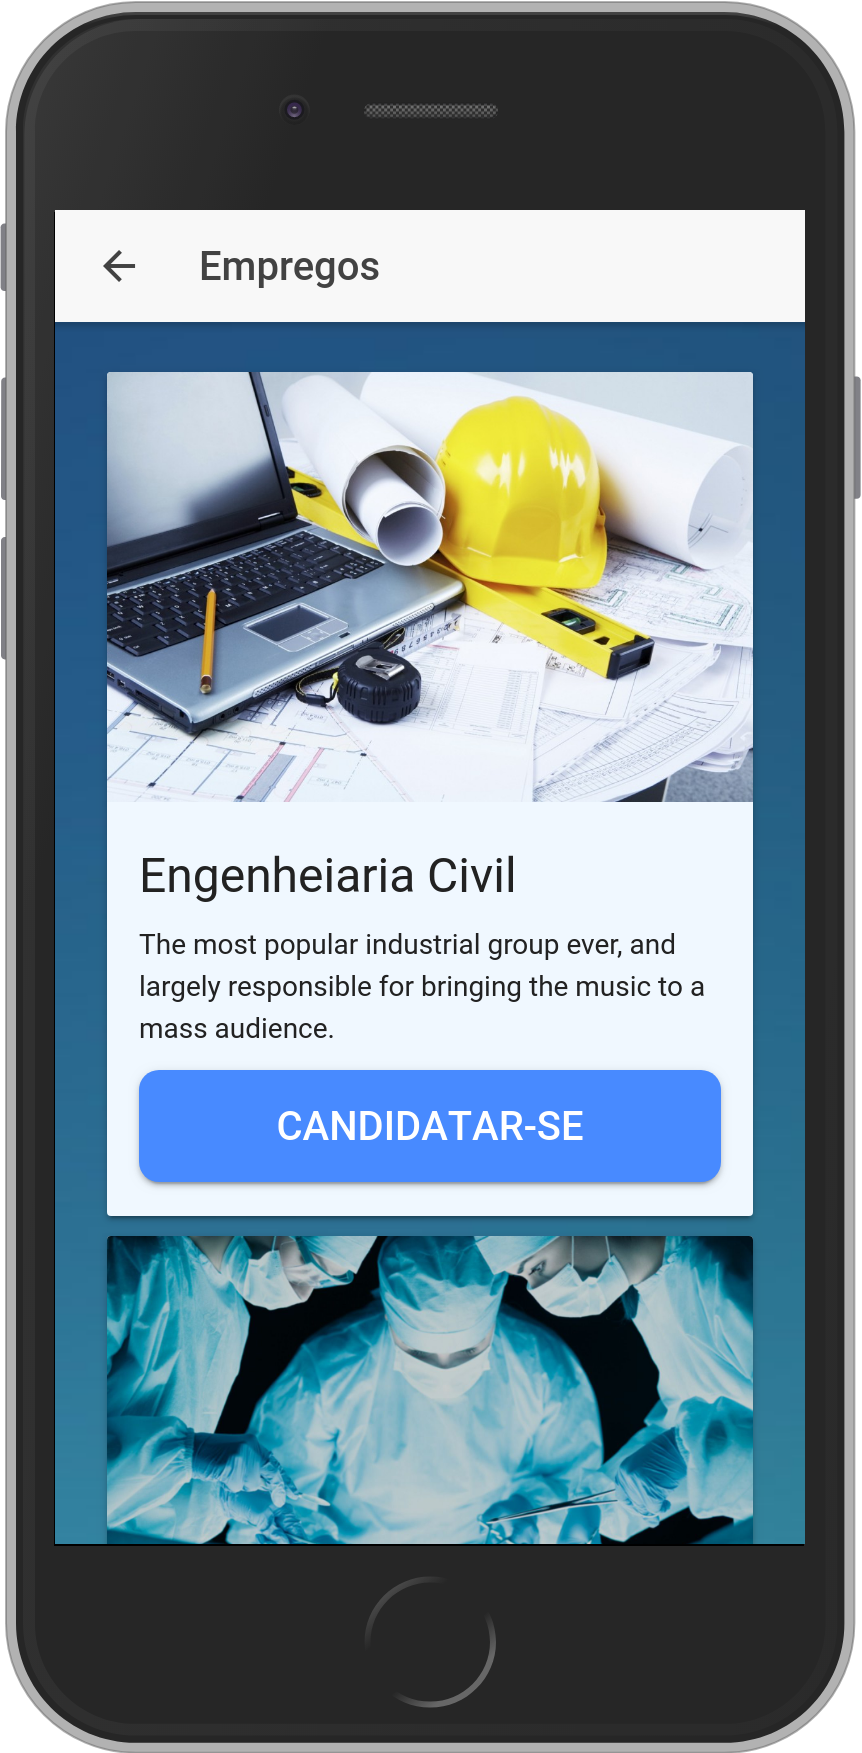 Empregos
Engenheiaria Civil
The most popular industrial group ever, and
largely responsible for bringing the music to a
mass audience.
CANDIDATAR-SE